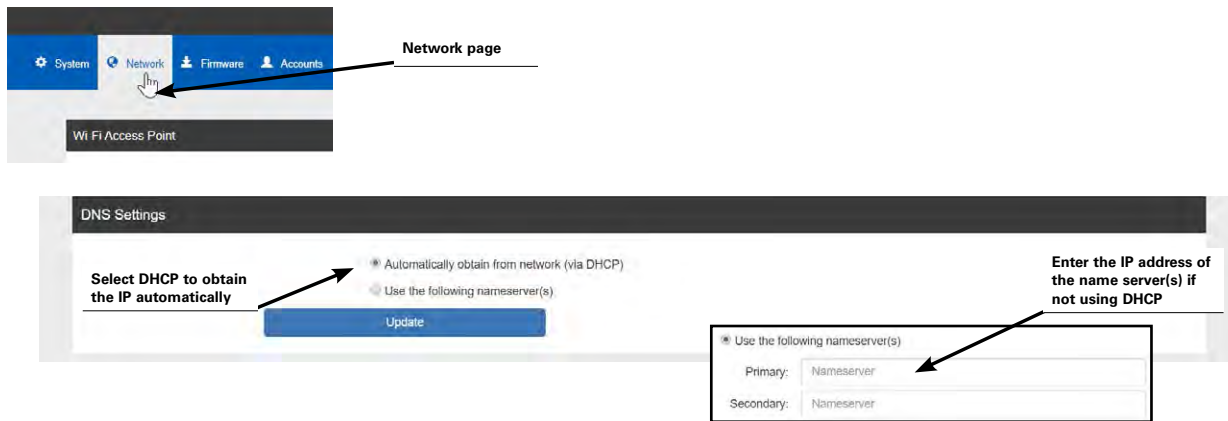 System Network Firmware Accounts
Network page
Wi Fi Access Point
DNS Settings
Automatically obtain from network (via DHCP)
Use the following nameserver(s)
Select DHCP to obtain
the IP automatically
Update
Enter the IP address of
the name server(s) if
not using DHCP
Use the following nameserver(s)
Primary: Nameserver
Secondary: Nameserver